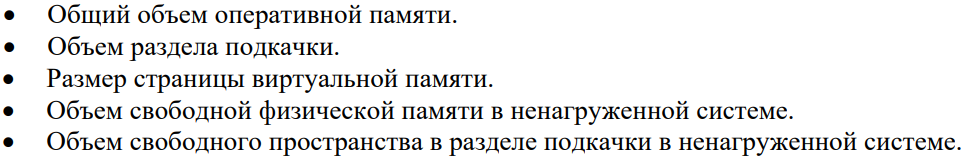 • Общий объем оперативной памяти.
• Объем раздела подкачки.
• Размер страницы виртуальной памяти.
• Объем свободной физической памяти в ненагруженной системе.
• Объем свободного пространства в разделе подкачки в ненагруженной системе.